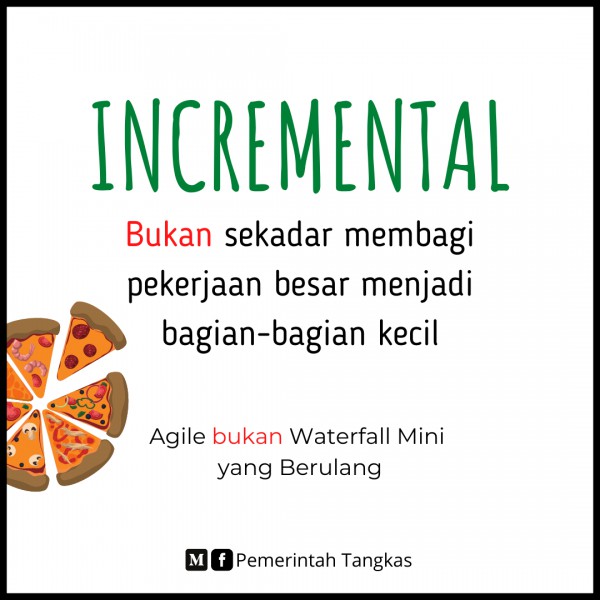 INCREMENTAL
Bukan sekadar membagi
pekerjaan besar menjadi
bagian-bagian kecil
Agile bukan Waterfall Mini
yang Berulang
M f Pemerintah Tangkas